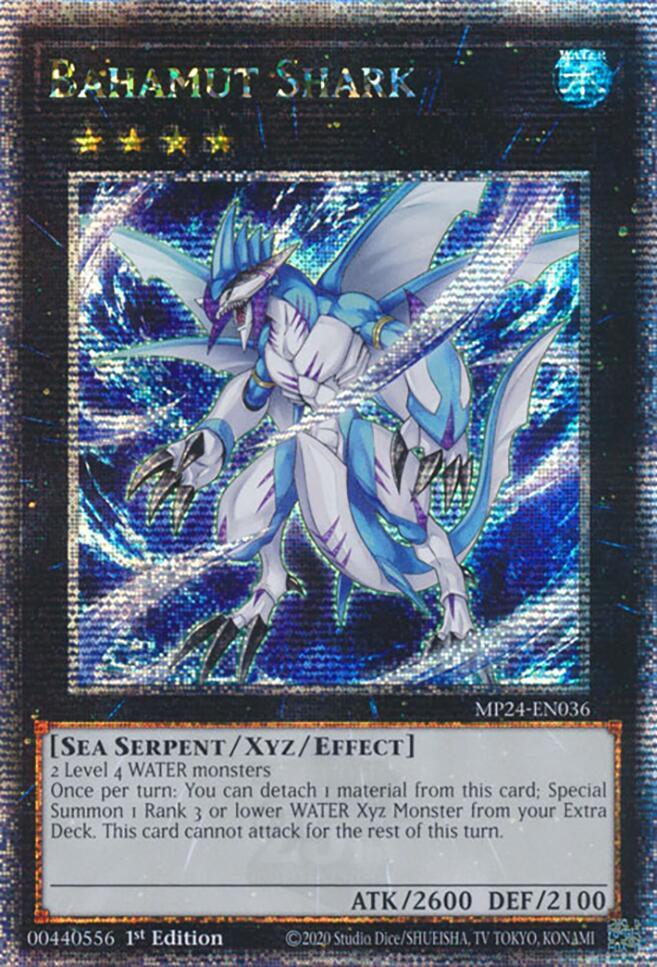 BAHAMUT SHARK
WATER
水
MP24-EN036
[SEA SERPENT/XYZ/EFFECT]
2 Level 4 WATER monsters
Once per turn: You can detach 1 material from this card; Special
Summon 1 Rank 3 or lower WATER Xyz Monster from your Extra
Deck. This card cannot attack for the rest of this turn.
ATK/2600 DEF/2100
00440556 1st Edition ©2020 Studio Dice/SHUEISHA, TV TOKYO, KONAMI